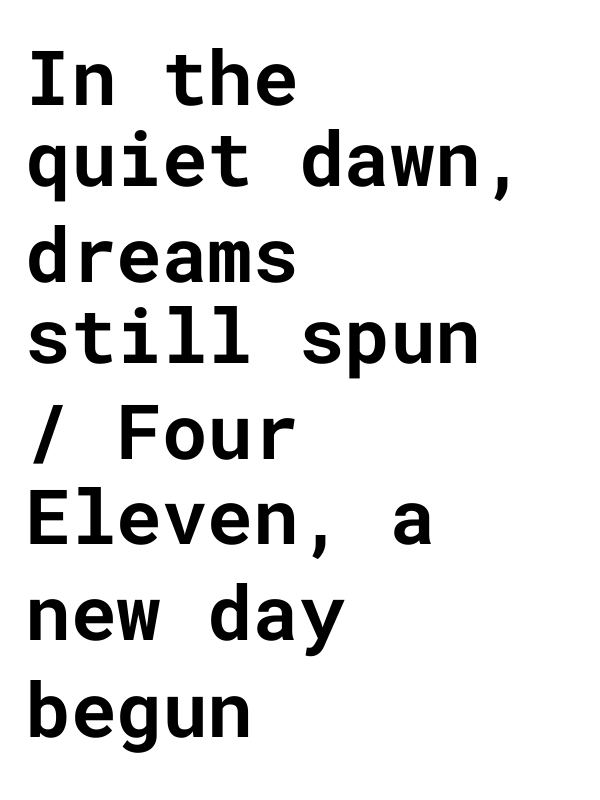 In the
quiet dawn,
dreams
still spun
/ Four
Eleven, a
new day
begun